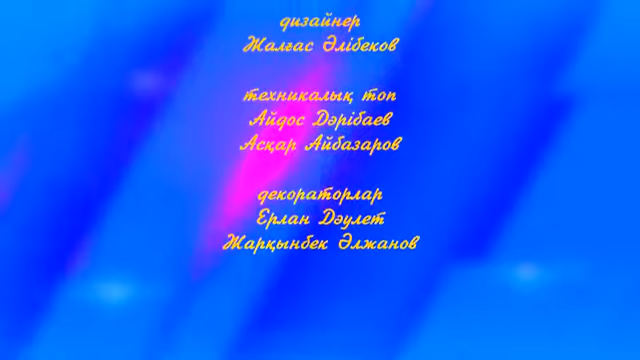 дизайнер
Жалғас Әлібеков
техникалық топ
Айдос Дәрібаев
Асқар Айбазаров
декораторлар
Ерлан Дәулет
Жарқынбек Әлжанов